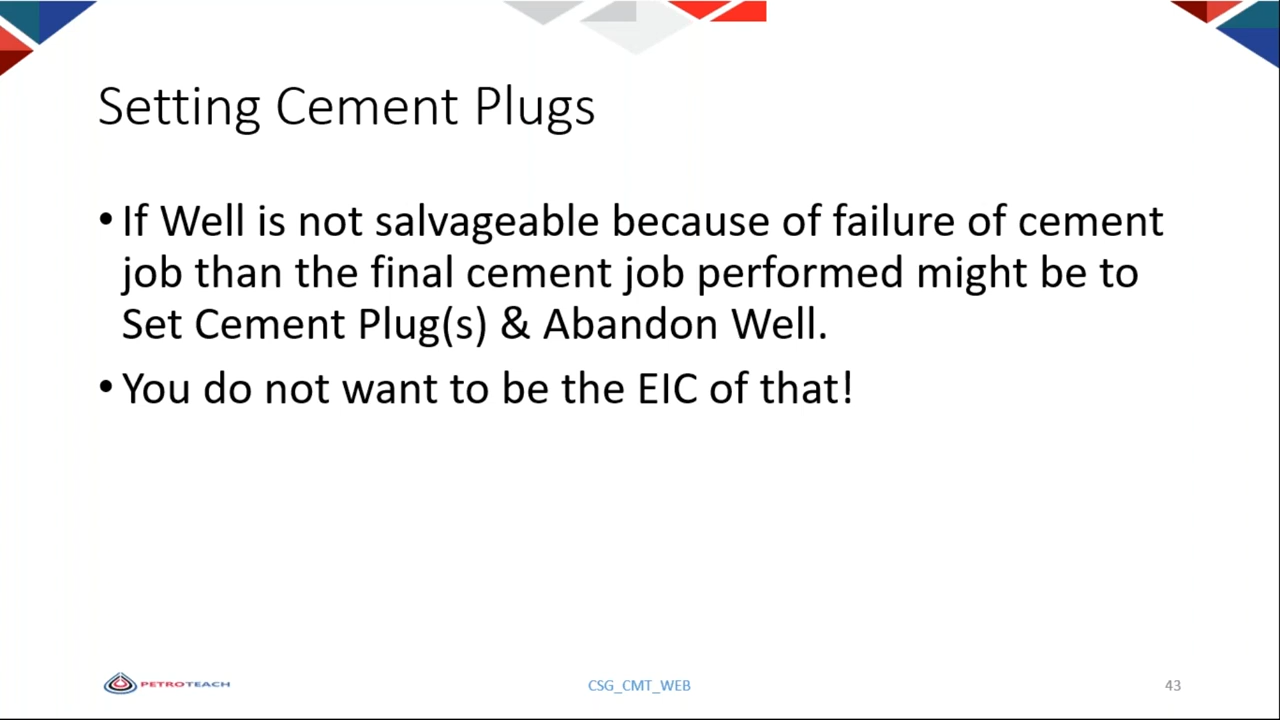 Setting Cement Plugs
• If Well is not salvageable because of failure of cement
job than the final cement job performed might be to
Set Cement Plug(s) & Abandon Well.
• You do not want to be the EIC of that!
PETROTEACH
CSG_CMT_WEB
43